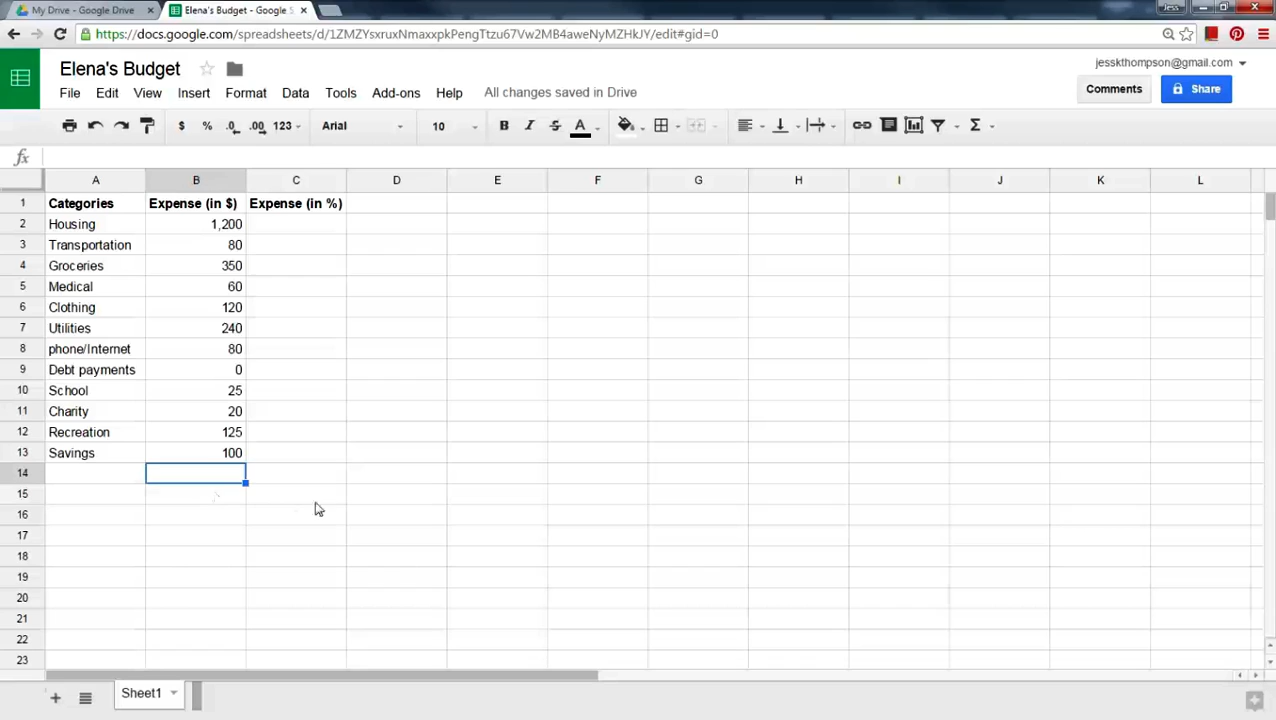 My Drive - Google Drive
Elena's Budget - Google S
Jess
https://docs.google.com/spreadsheets/d/1ZMZYsxruxNmaxxpkPengTtzu67Vw2MB4aweNyMZHkJY/edit#gid=0
Elena's Budget
jesskthompson@gmail.com
File Edit View Insert Format Data Tools Add-ons Help All changes saved in Drive
Comments Share
$ % .0 .00 123 Arial 10 B I S A Σ
fx
A B C D E F G H I J K L
1 Categories Expense (in $) Expense (in %)
2 Housing 1,200
3 Transportation 80
4 Groceries 350
5 Medical 60
6 Clothing 120
7 Utilities 240
8 phone/Internet 80
9 Debt payments 0
10 School 25
11 Charity 20
12 Recreation 125
13 Savings 100
14
15
16
17
18
19
20
21
22
23
Sheet1